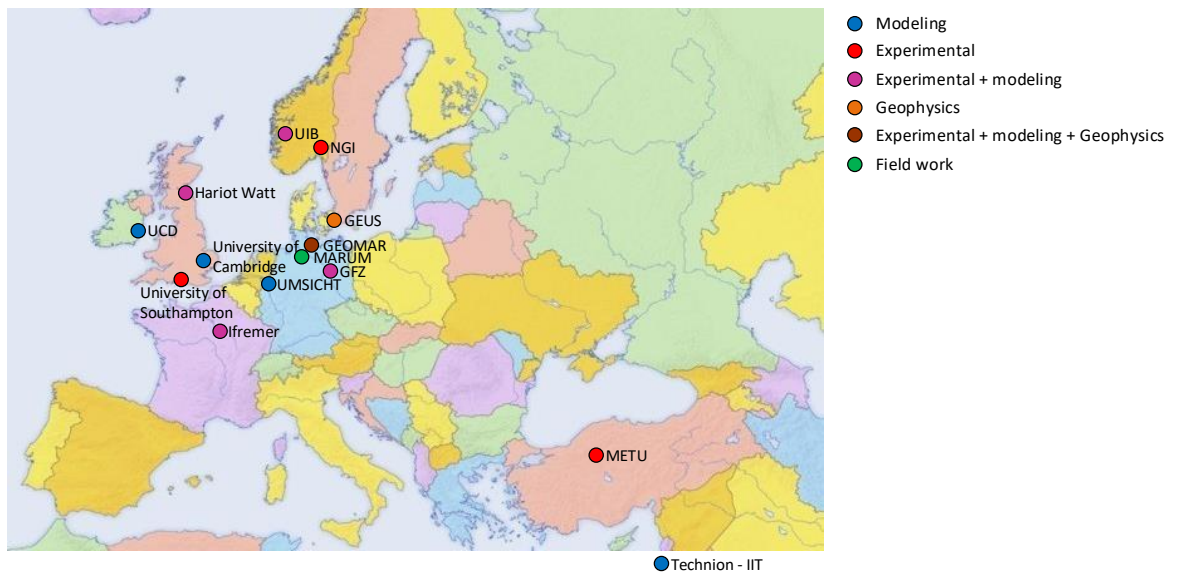 Modeling
Experimental
Experimental + modeling
Geophysics
Experimental + modeling + Geophysics
Field work
UIB
NGI
Hariot Watt
GEUS
UCD
University of
Cambridge
GEOMAR
MARUM
GFZ
UMSICHT
University of
Southampton
Ifremer
METU
Technion - IIT